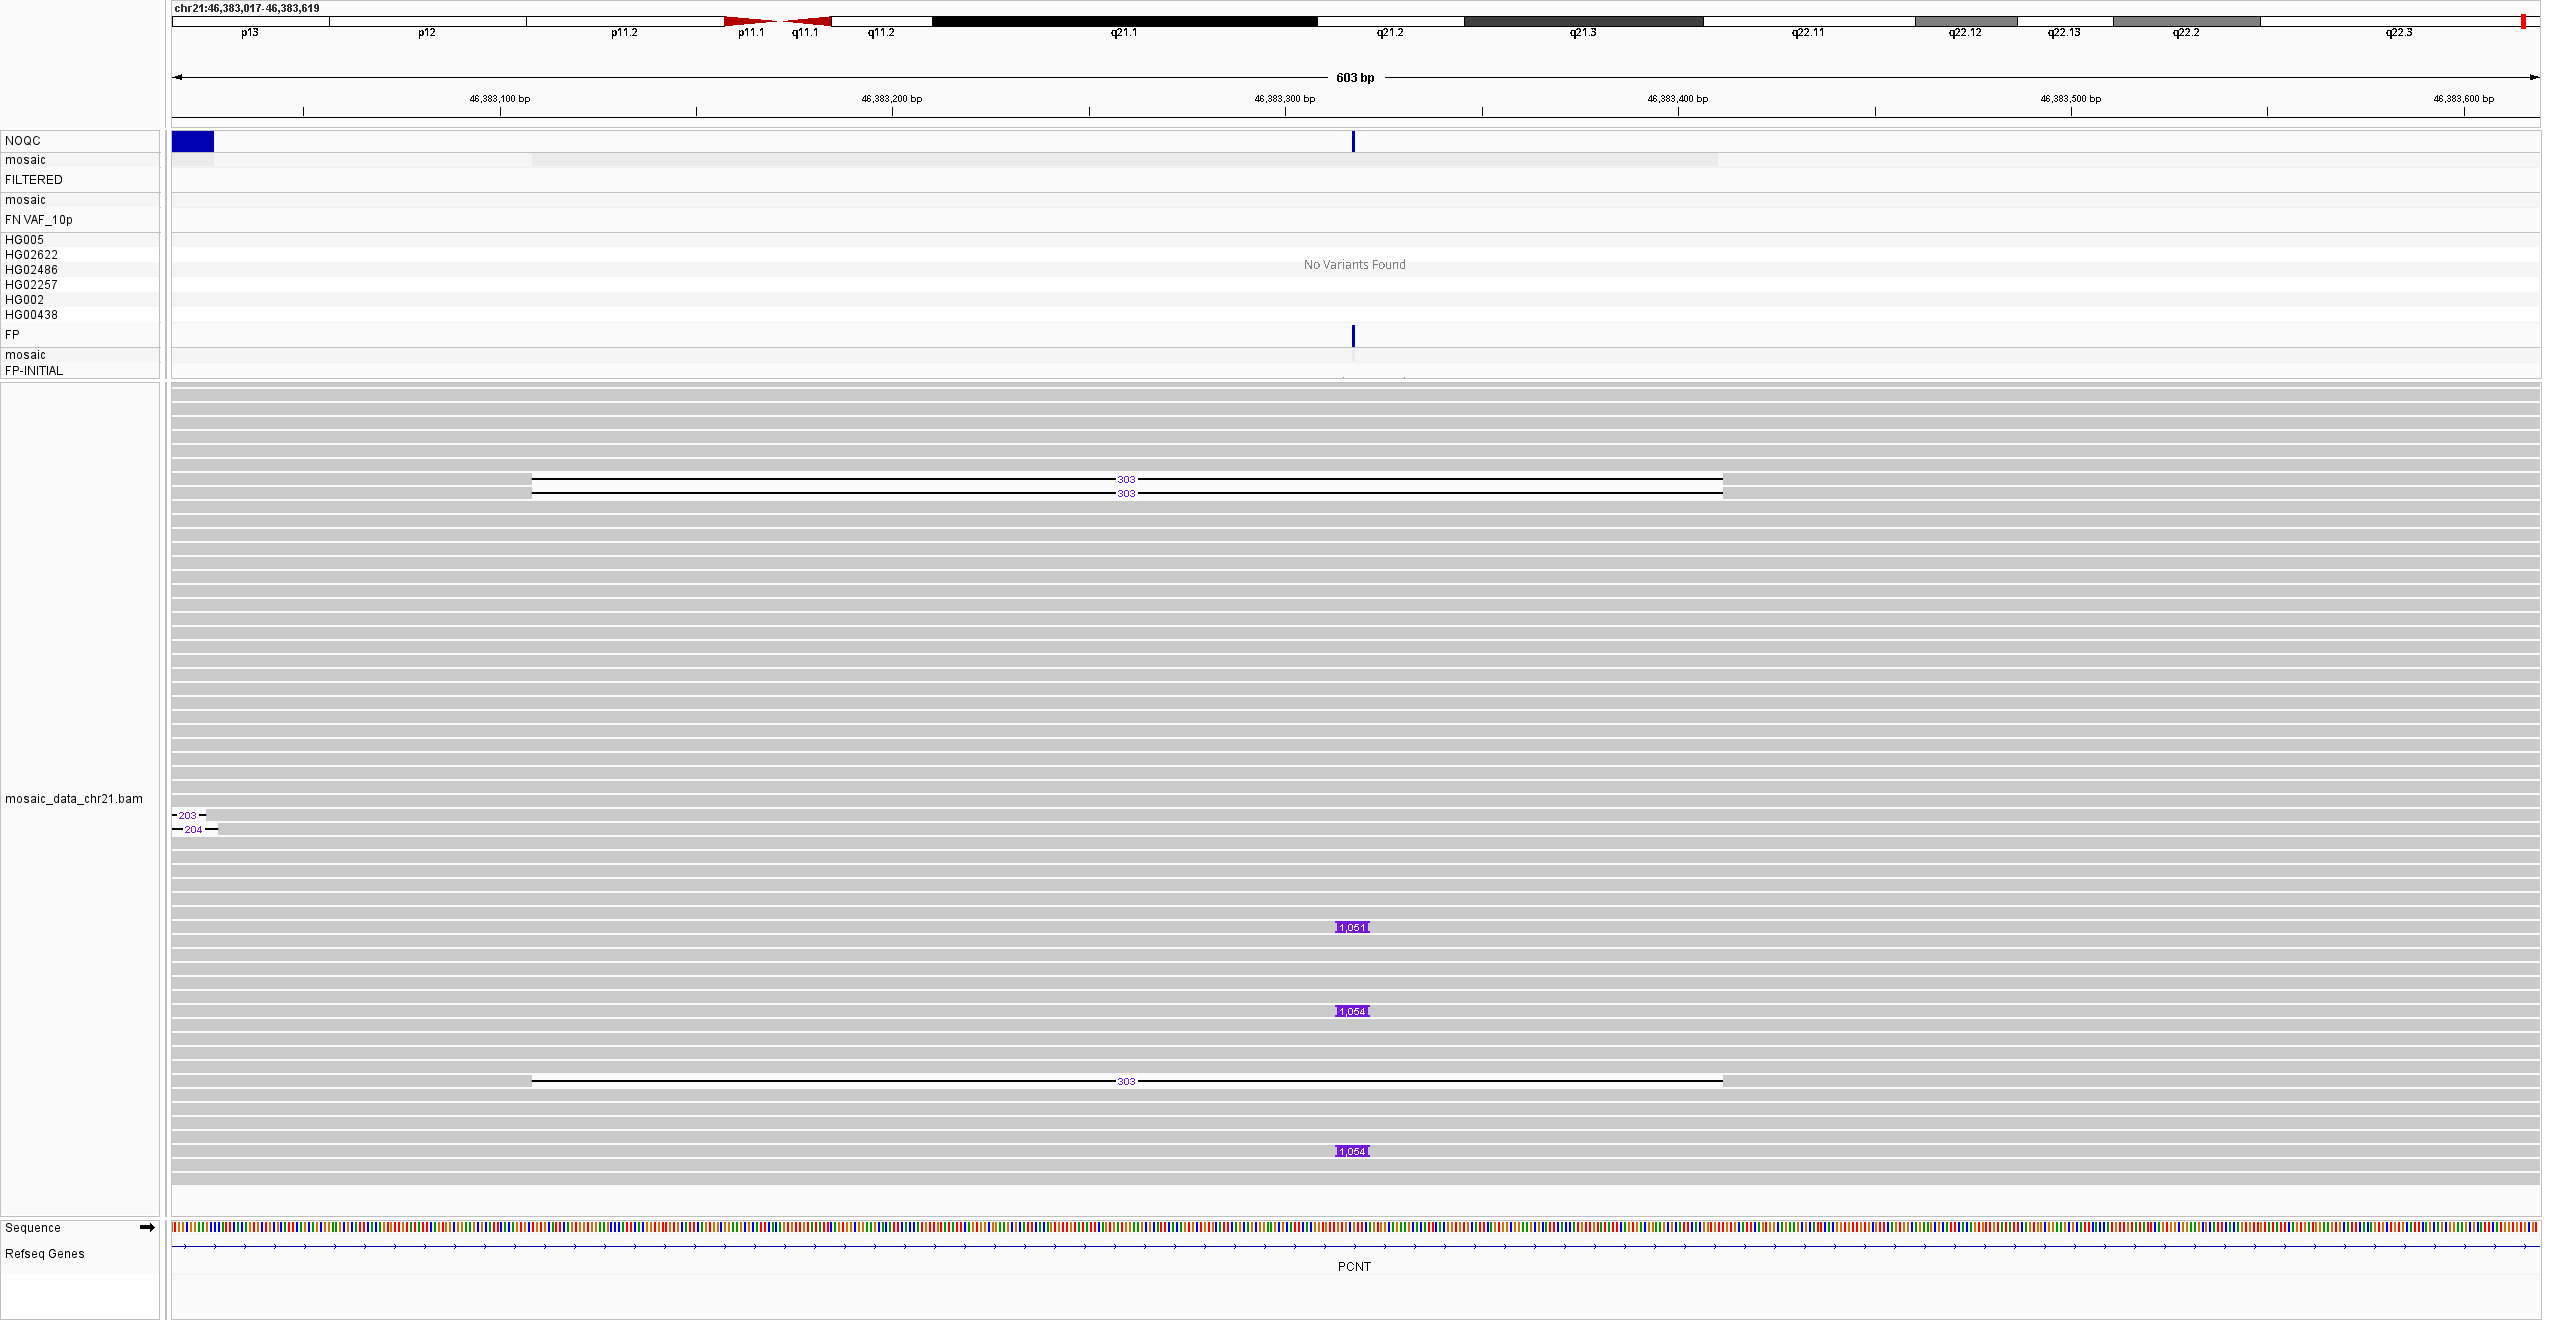 chr21:46,383,017-46,383,619
p13 p12 p11.2 p11.1 q11.1 q11.2 q21.1 q21.2 q21.3 q22.11 q22.12 q22.13 q22.2 q22.3
603 bp
46,383,100 bp 46,383,200 bp 46,383,300 bp 46,383,400 bp 46,383,500 bp 46,383,600 bp
NOQC
mosaic
FILTERED
mosaic
FN VAF_10p
HG005
HG02622
No Variants Found
HG02486
HG02257
HG002
HG00438
FP
mosaic
FP-INITIAL
303
303
mosaic_data_chr21.bam
203
204
1,051
1,054
303
1,054
Sequence
Refseq Genes
PCNT